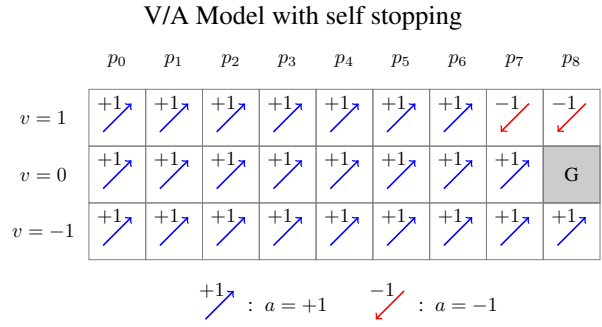 V/A Model with self stopping
p₀ p₁ p₂ p₃ p₄ p₅ p₆ p₇ p₈
v = 1 +1 +1 +1 +1 +1 +1 +1 −1 −1
v = 0 +1 +1 +1 +1 +1 +1 +1 +1 G
v = −1 +1 +1 +1 +1 +1 +1 +1 +1 +1
+1 : a = +1 −1 : a = −1